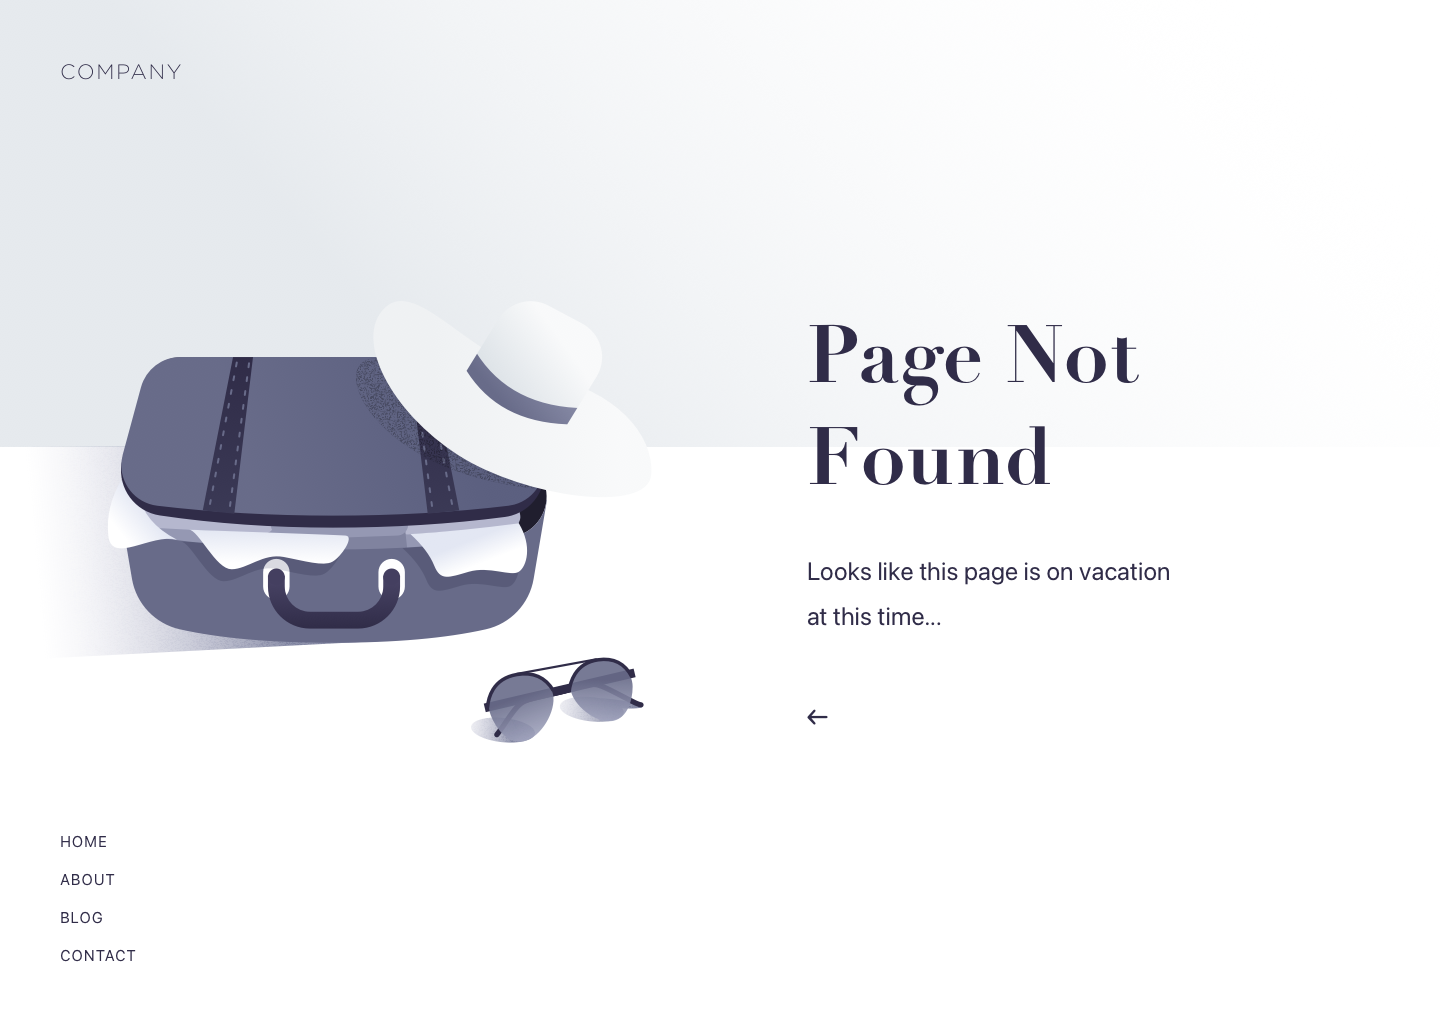 COMPANY
Page Not
Found
Looks like this page is on vacation
at this time...
HOME
ABOUT
BLOG
CONTACT